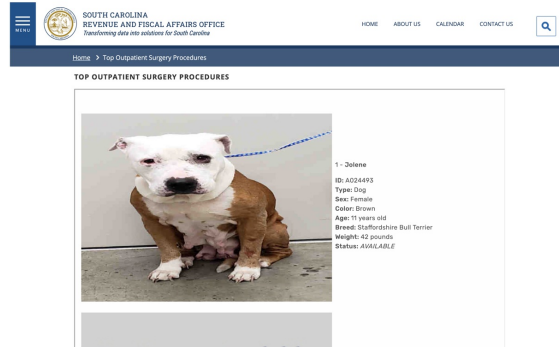 MENU
SOUTH CAROLINA
REVENUE AND FISCAL AFFAIRS OFFICE
Transforming data into solutions for South Carolina
HOME ABOUT US CALENDAR CONTACT US
Home > Top Outpatient Surgery Procedures
TOP OUTPATIENT SURGERY PROCEDURES
1 - Jolene
ID: A024493
Type: Dog
Sex: Female
Color: Brown
Age: 11 years old
Breed: Staffordshire Bull Terrier
Weight: 42 pounds
Status: AVAILABLE